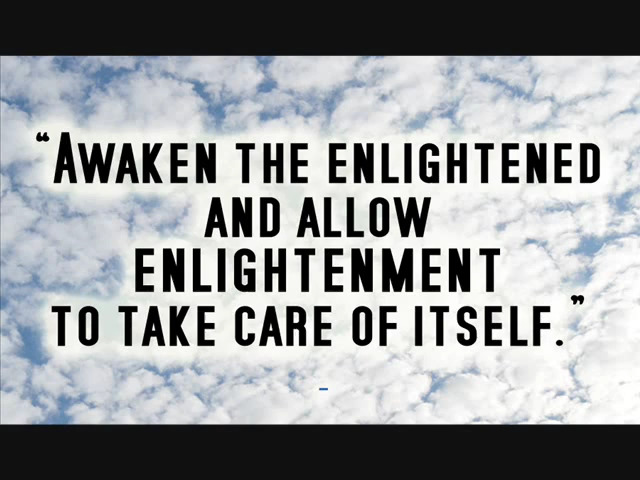 “Awaken the enlightened
and allow
enlightenment
to take care of itself.”
-